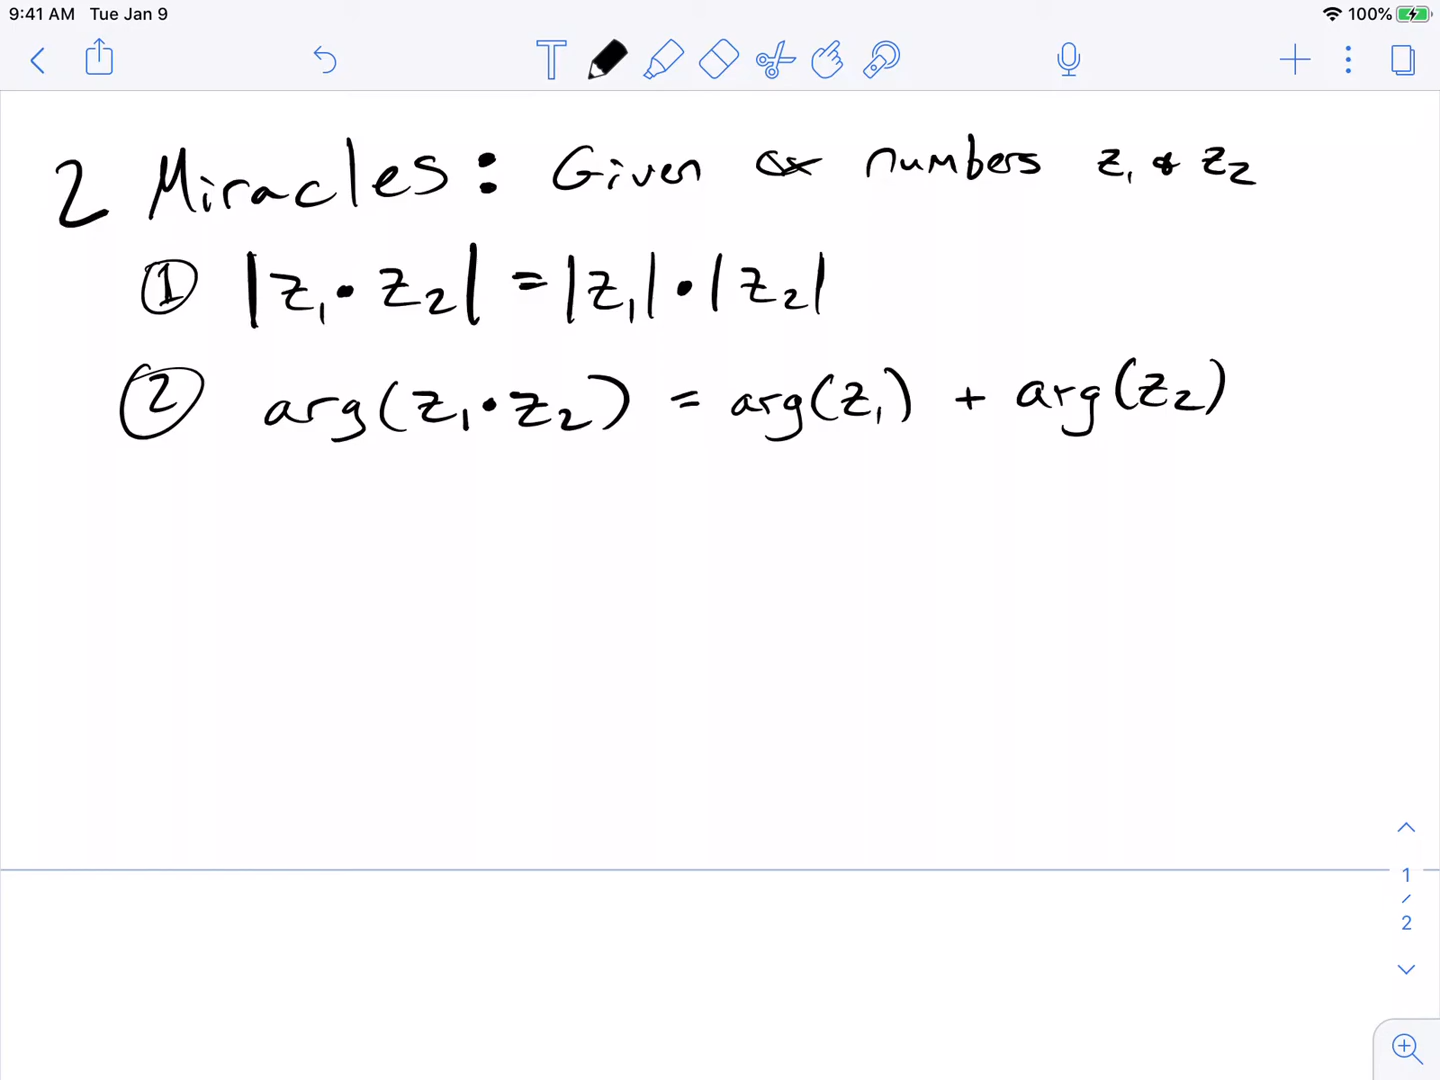 9:41 AM Tue Jan 9 100%
2 Miracles: Given cx numbers z₁ & z₂
① |z₁ · z₂| = |z₁| · |z₂|
② arg(z₁ · z₂) = arg(z₁) + arg(z₂)
1
/
2